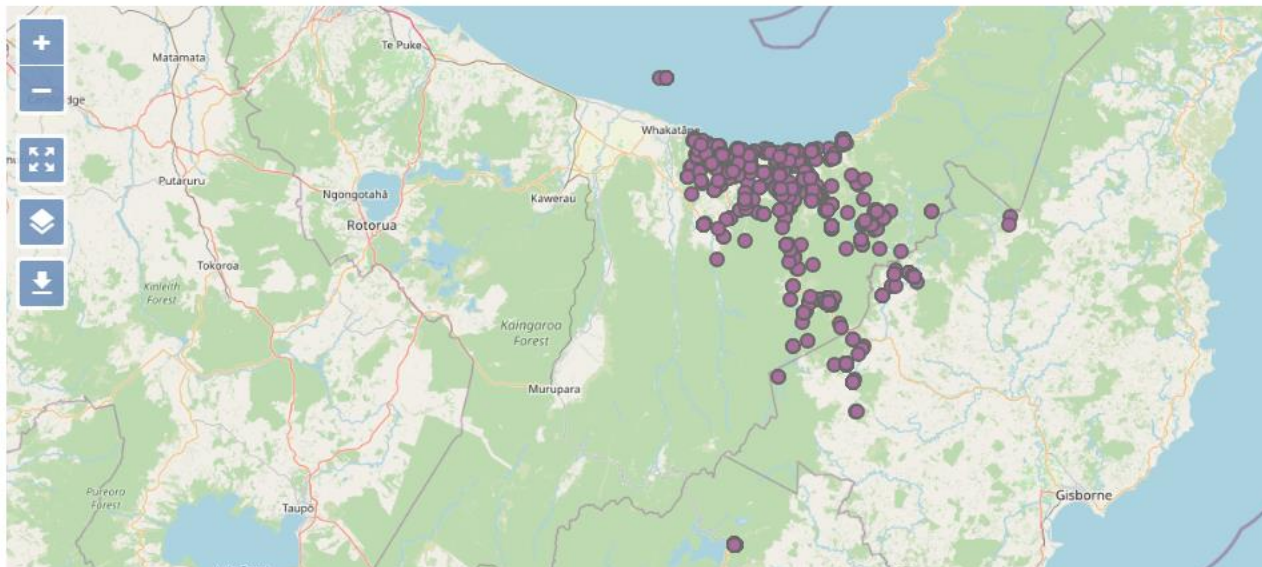 +
Te Puke
Matamata
−
Whakatāne
Putaruru
Ngongotahā
Kawerau
Rotorua
Tokoroa
Kinleith
Forest
Kaingaroa
Forest
Murupara
Pureora
Forest
Gisborne
Taupō